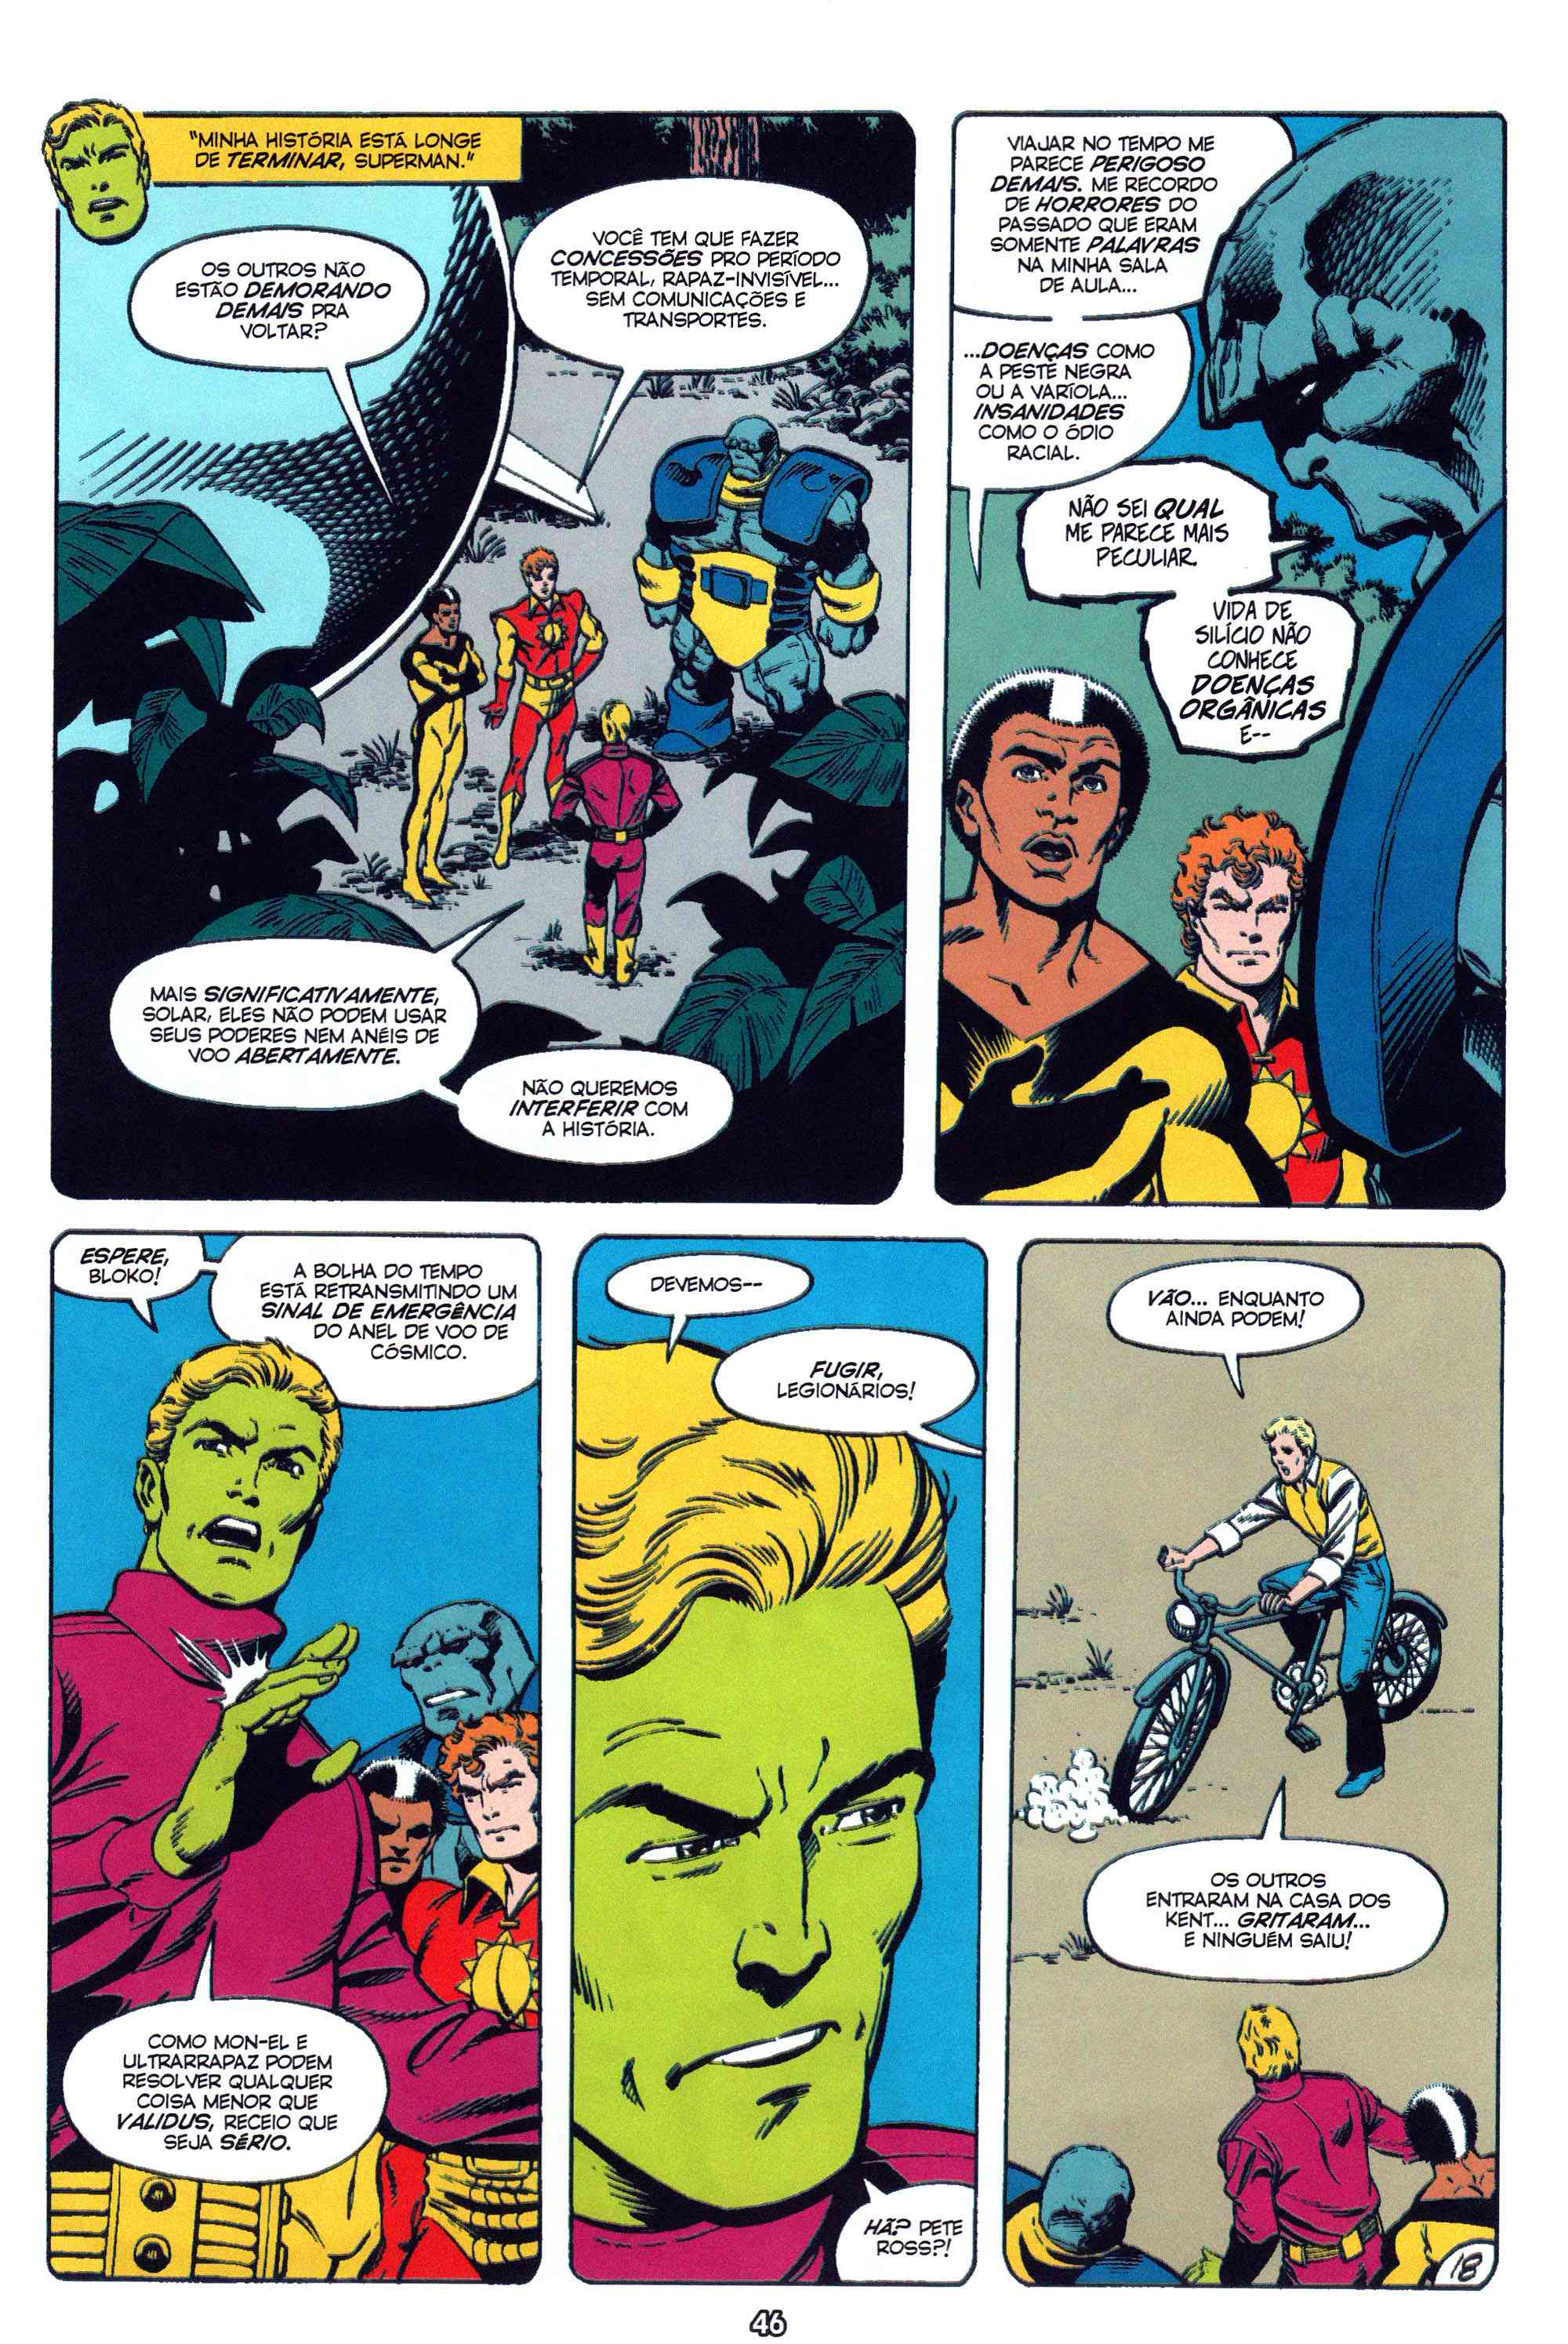 "MINHA HISTÓRIA ESTÁ LONGE
DE TERMINAR, SUPERMAN."
OS OUTROS NÃO
ESTÃO DEMORANDO
DEMAIS PRA
VOLTAR?
VOCÊ TEM QUE FAZER
CONCESSÕES PRO PERÍODO
TEMPORAL, RAPAZ-INVISÍVEL...
SEM COMUNICAÇÕES E
TRANSPORTES.
MAIS SIGNIFICATIVAMENTE,
SOLAR, ELES NÃO PODEM USAR
SEUS PODERES NEM ANÉIS DE
VOO ABERTAMENTE.
NÃO QUEREMOS
INTERFERIR COM
A HISTÓRIA.
VIAJAR NO TEMPO ME
PARECE PERIGOSO
DEMAIS. ME RECORDO
DE HORRORES DO
PASSADO QUE ERAM
SOMENTE PALAVRAS
NA MINHA SALA
DE AULA...
...DOENÇAS COMO
A PESTE NEGRA
OU A VARÍOLA...
INSANIDADES
COMO O ÓDIO
RACIAL.
NÃO SEI QUAL
ME PARECE MAIS
PECULIAR.
VIDA DE
SILÍCIO NÃO
CONHECE
DOENÇAS
ORGÂNICAS
E--
ESPERE,
BLOKO!
A BOLHA DO TEMPO
ESTÁ RETRANSMITINDO UM
SINAL DE EMERGÊNCIA
DO ANEL DE VOO DE
CÓSMICO.
COMO MON-EL E
ULTRARRAPAZ PODEM
RESOLVER QUALQUER
COISA MENOR QUE
VALIDUS, RECEIO QUE
SEJA SÉRIO.
DEVEMOS--
FUGIR,
LEGIONÁRIOS!
HÃ? PETE
ROSS?!
VÃO... ENQUANTO
AINDA PODEM!
OS OUTROS
ENTRARAM NA CASA DOS
KENT... GRITARAM...
E NINGUÉM SAIU!
18
46